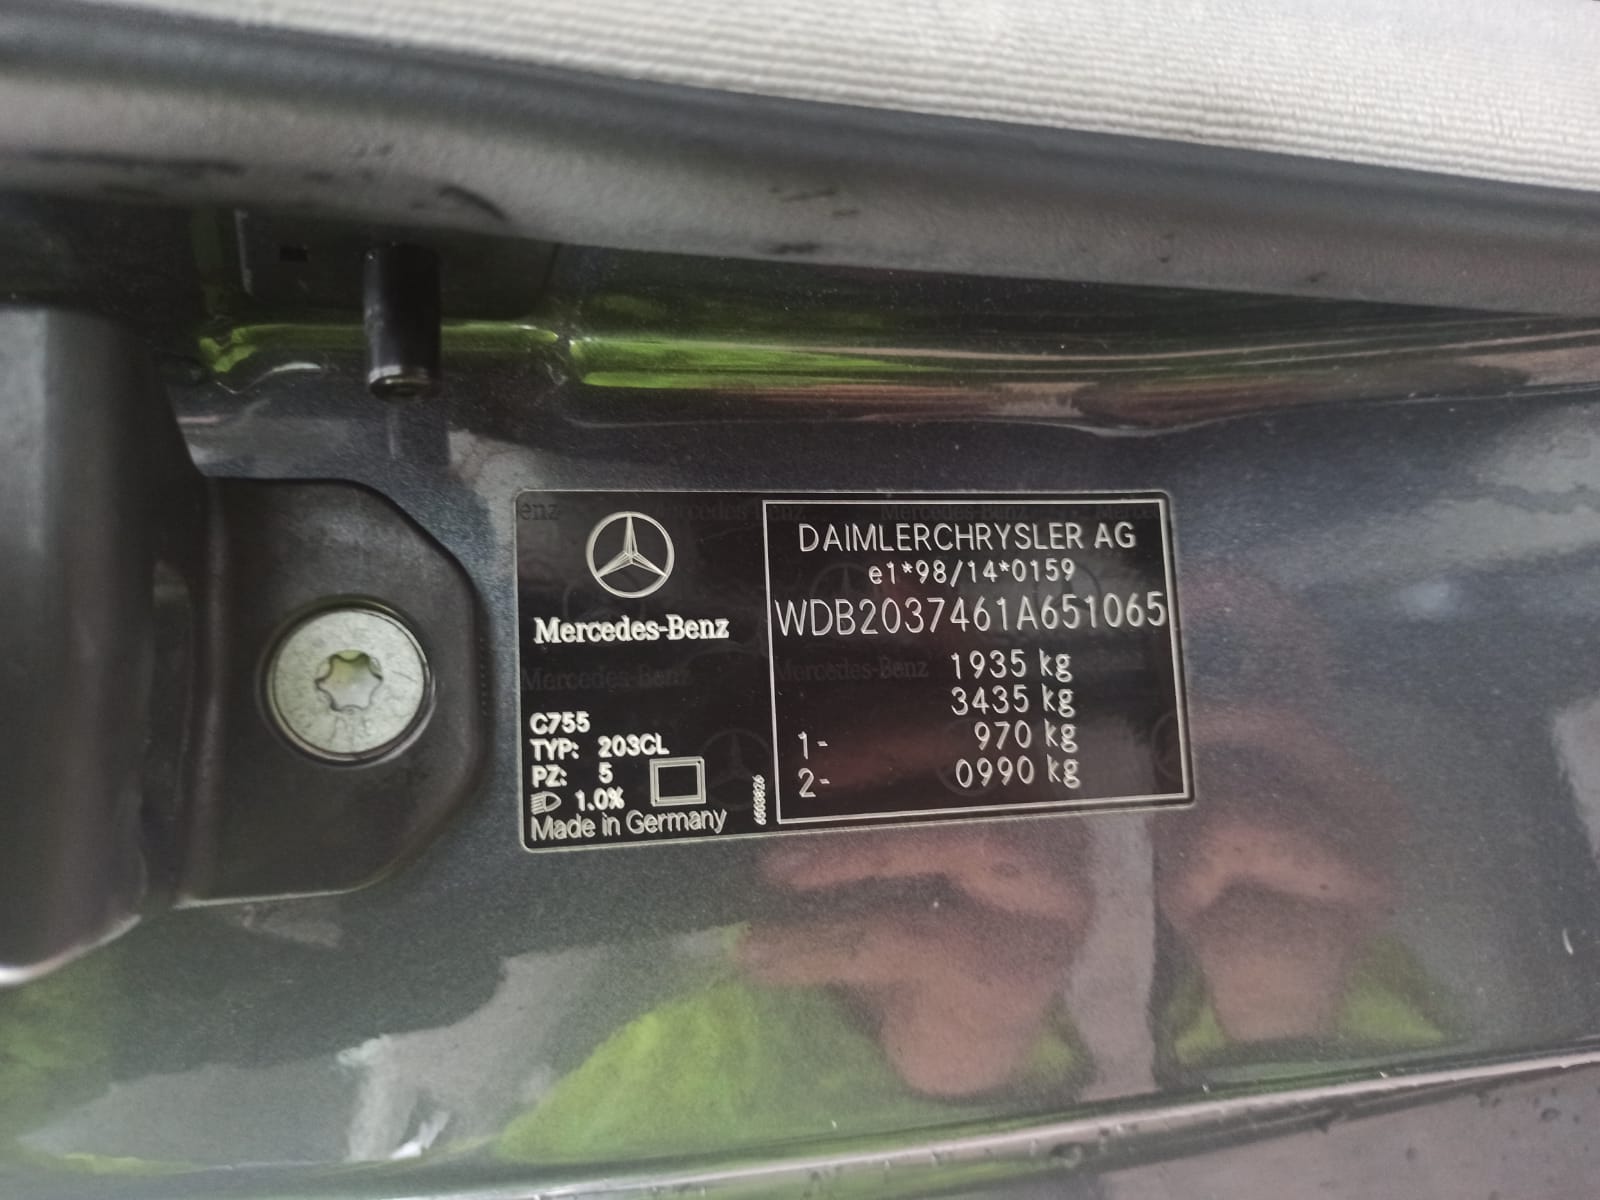 Mercedes-Benz
C755
TYP: 203CL
PZ: 5
1.0%
Made in Germany
6503826
DAIMLERCHRYSLER AG
e1*98/14*0159
WDB2037461A651065
1935 kg
3435 kg
1- 970 kg
2- 0990 kg